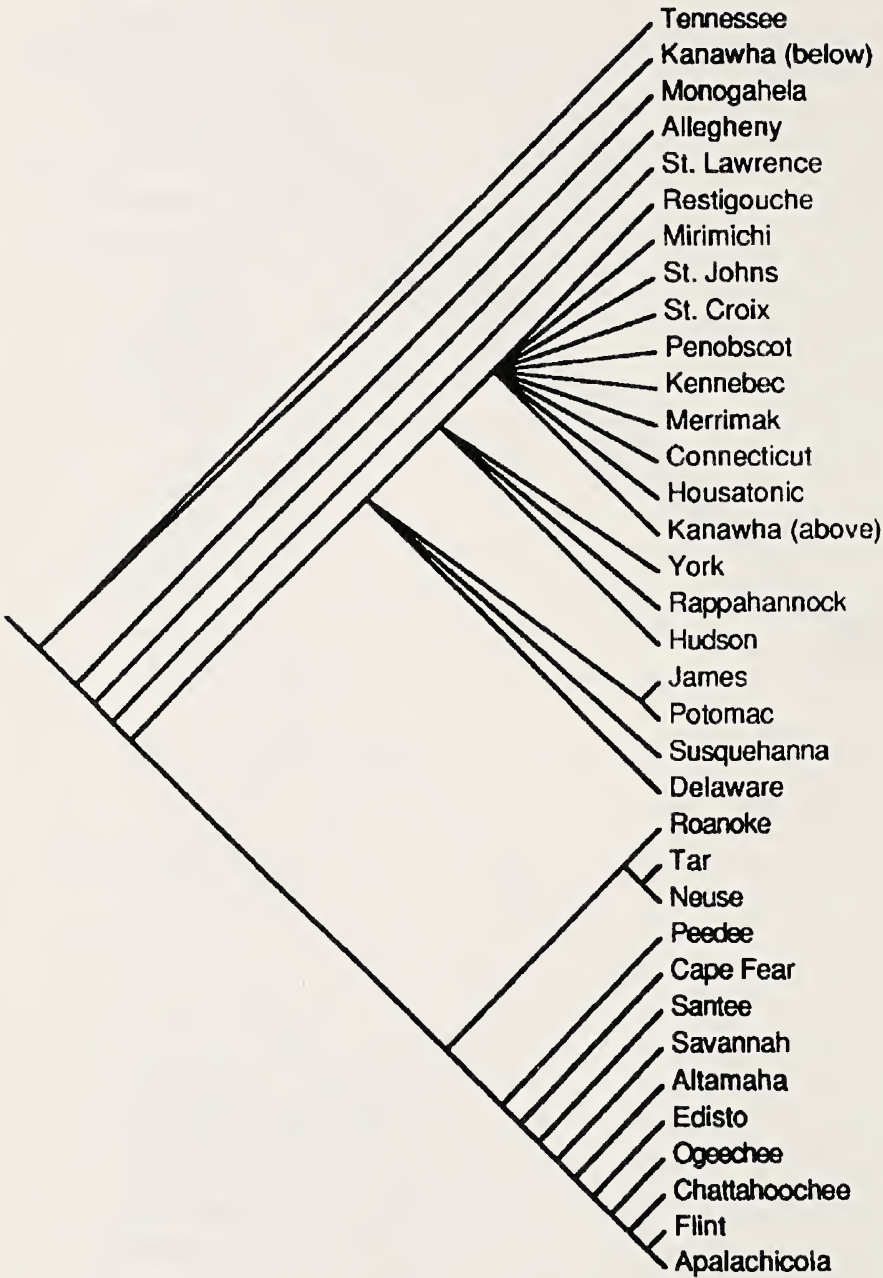 Tennessee
Kanawha (below)
Monogahela
Allegheny
St. Lawrence
Restigouche
Mirimichi
St. Johns
St. Croix
Penobscot
Kennebec
Merrimak
Connecticut
Housatonic
Kanawha (above)
York
Rappahannock
Hudson
James
Potomac
Susquehanna
Delaware
Roanoke
Tar
Neuse
Peedee
Cape Fear
Santee
Savannah
Altamaha
Edisto
Ogeechee
Chattahoochee
Flint
Apalachicola